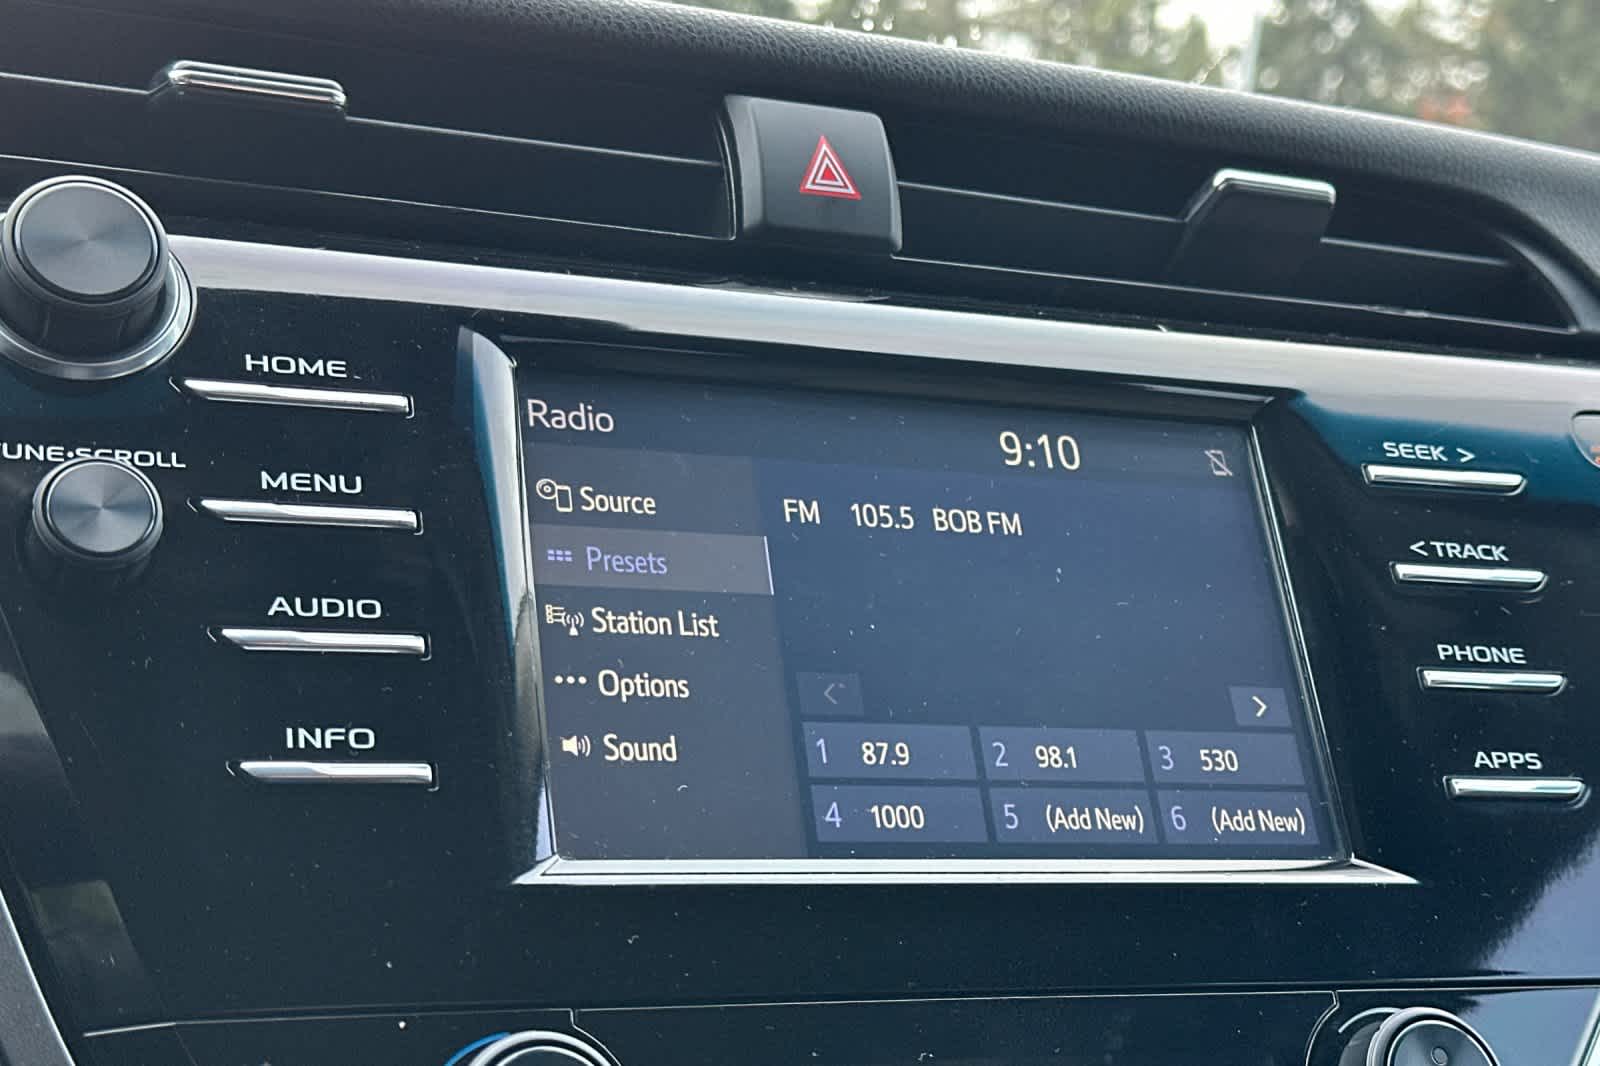 HOME
UNE•SCROLL
MENU
AUDIO
INFO
Radio
9:10
Source
Presets
Station List
Options
Sound
FM 105.5 BOB FM
<
>
1 87.9
2 98.1
3 530
4 1000
5 (Add New)
6 (Add New)
SEEK >
< TRACK
PHONE
APPS